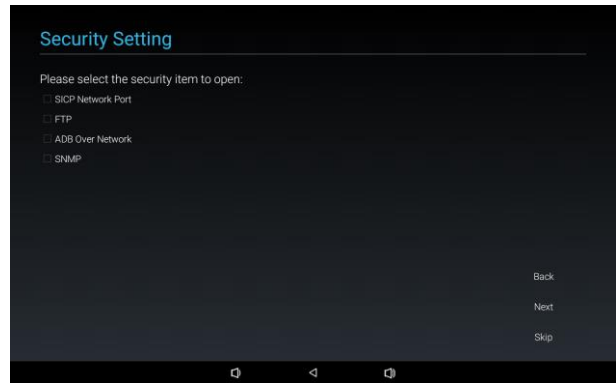 Security Setting
Please select the security item to open:
SICP Network Port
FTP
ADB Over Network
SNMP
Back
Next
Skip